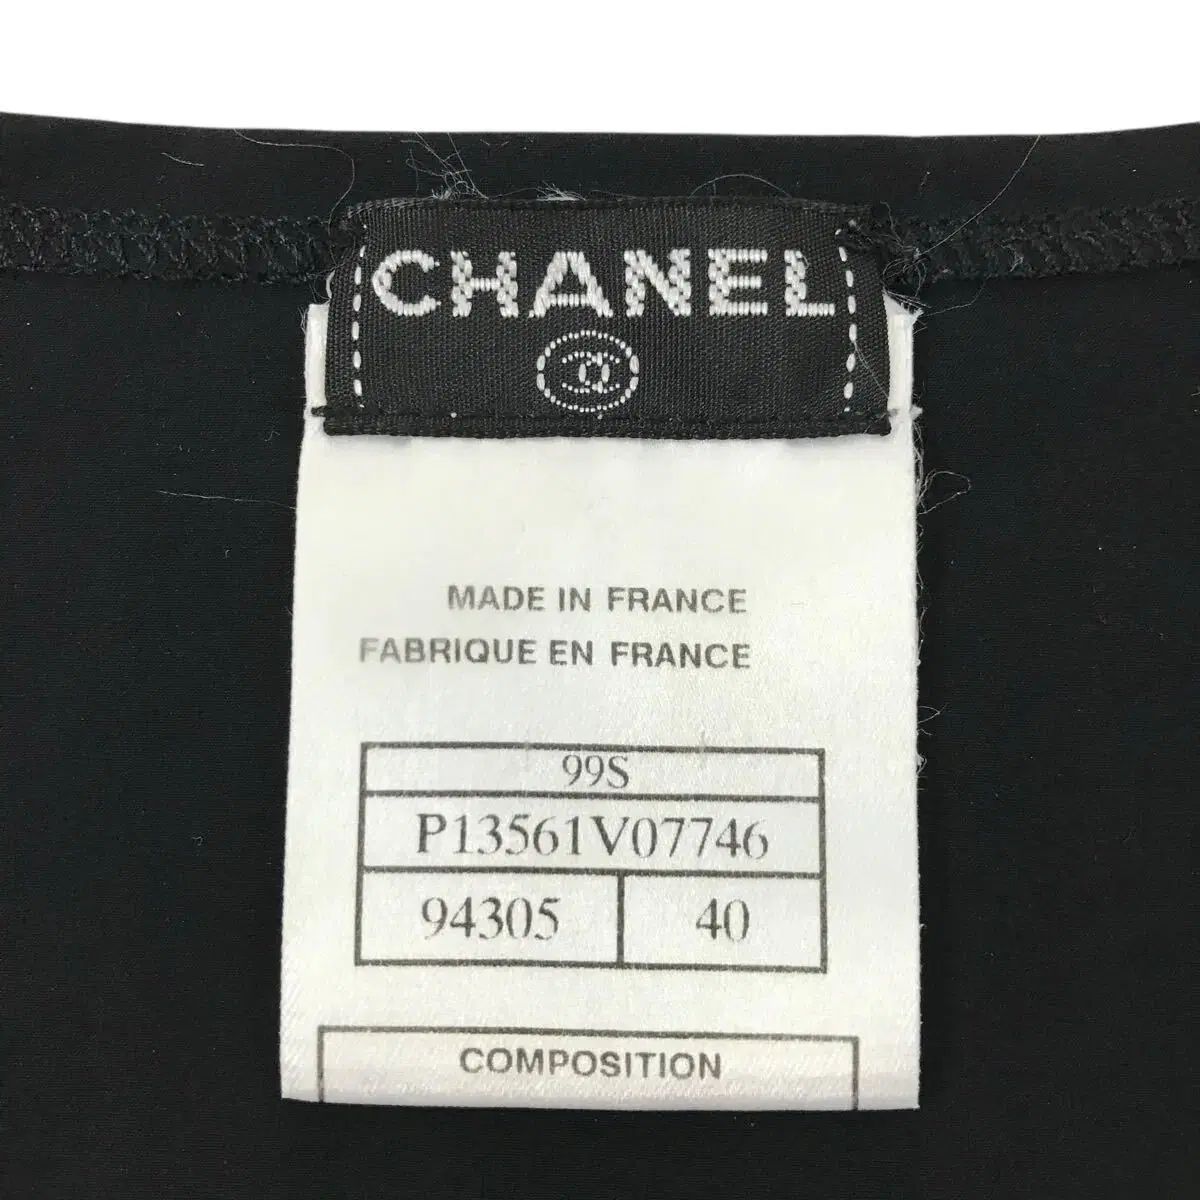 CHANEL
MADE IN FRANCE
FABRIQUE EN FRANCE
99S
P13561V07746
94305 40
COMPOSITION